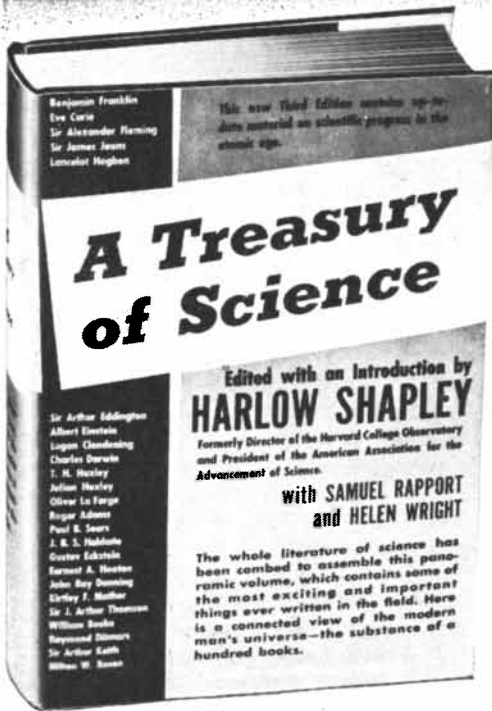 Benjamin Franklin
Eve Curie
Sir Alexander Fleming
Sir James Jeans
Lancelot Hogben
This new Third Edition contains up-to-
date material on scientific progress in the
atomic age.
A Treasury
of Science
Edited with an Introduction by
HARLOW SHAPLEY
Formerly Director of the Harvard College Observatory
and President of the American Association for the
Advancement of Science.
with SAMUEL RAPPORT
and HELEN WRIGHT
Sir Arthur Eddington
Albert Einstein
Logan Clendening
Charles Darwin
T. H. Huxley
Julian Huxley
Oliver La Farge
Roger Adams
Paul B. Sears
J. B. S. Haldane
Gustav Eckstein
Earnest A. Hooton
John Ray Dunning
Kirtley F. Mather
Sir J. Arthur Thomson
William Beebe
Raymond Ditmars
Sir Arthur Keith
Milton W. Rosen
The whole literature of science has
been combed to assemble this pano-
ramic volume, which contains some of
the most exciting and important
things ever written in the field. Here
is a connected view of the modern
man's universe—the substance of a
hundred books.